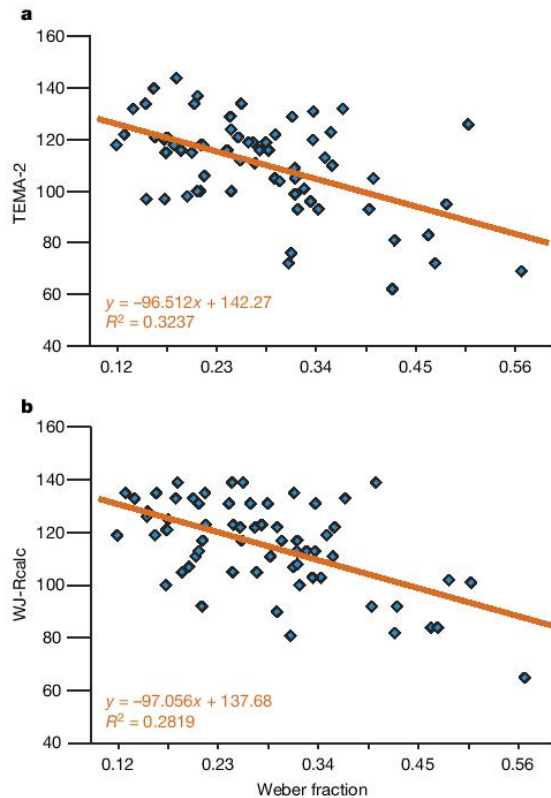 a
160
140
120
100
80
60
40
TEMA-2
y = –96.512x + 142.27
R² = 0.3237
0.12 0.23 0.34 0.45 0.56
b
160
140
120
100
80
60
40
WJ-Rcalc
y = –97.056x + 137.68
R² = 0.2819
0.12 0.23 0.34 0.45 0.56
Weber fraction